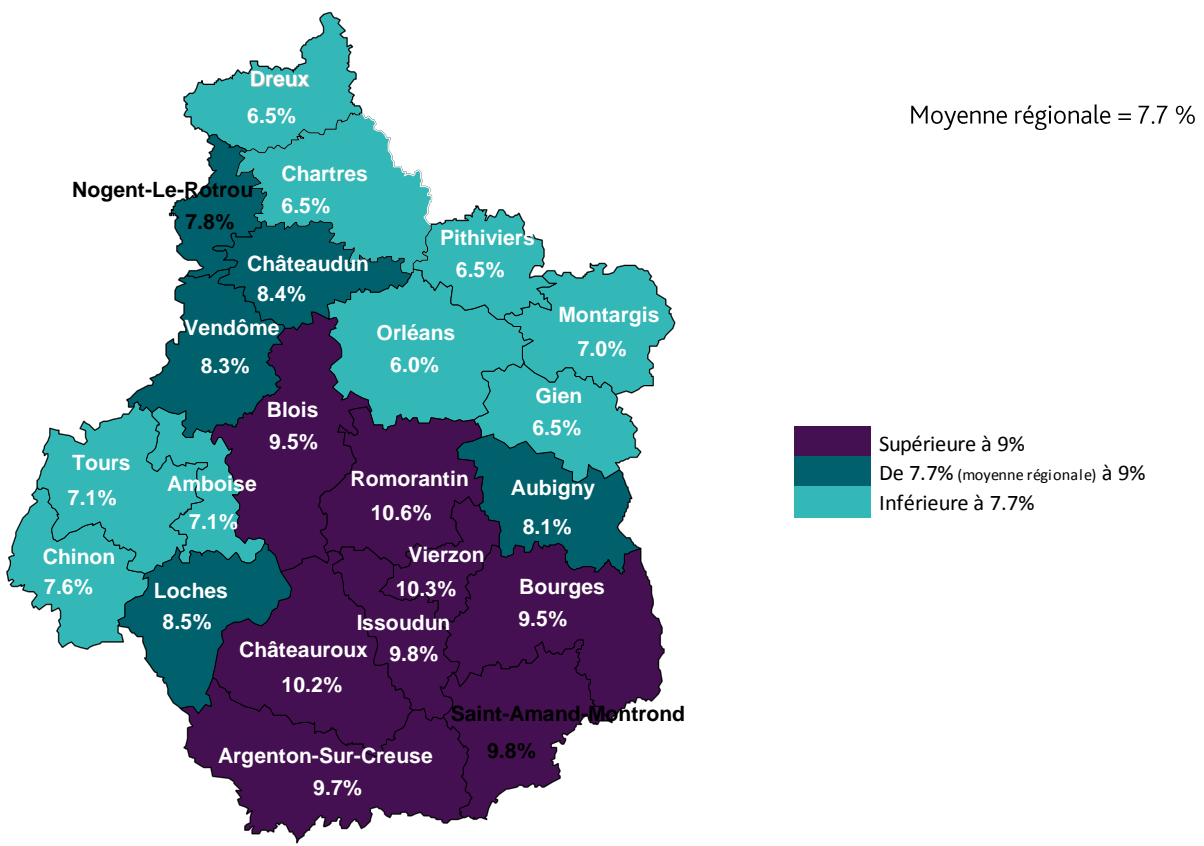 Dreux
6.5%
Moyenne régionale = 7.7 %
Chartres
6.5%
Nogent-Le-Rotrou
7.8%
Pithiviers
6.5%
Châteaudun
8.4%
Montargis
7.0%
Vendôme
8.3%
Orléans
6.0%
Gien
6.5%
Blois
9.5%
Supérieure à 9%
De 7.7% (moyenne régionale) à 9%
Inférieure à 7.7%
Tours
7.1%
Amboise
7.1%
Romorantin
10.6%
Aubigny
8.1%
Chinon
7.6%
Vierzon
10.3%
Loches
8.5%
Bourges
9.5%
Issoudun
9.8%
Châteauroux
10.2%
Saint-Amand-Montrond
9.8%
Argenton-Sur-Creuse
9.7%